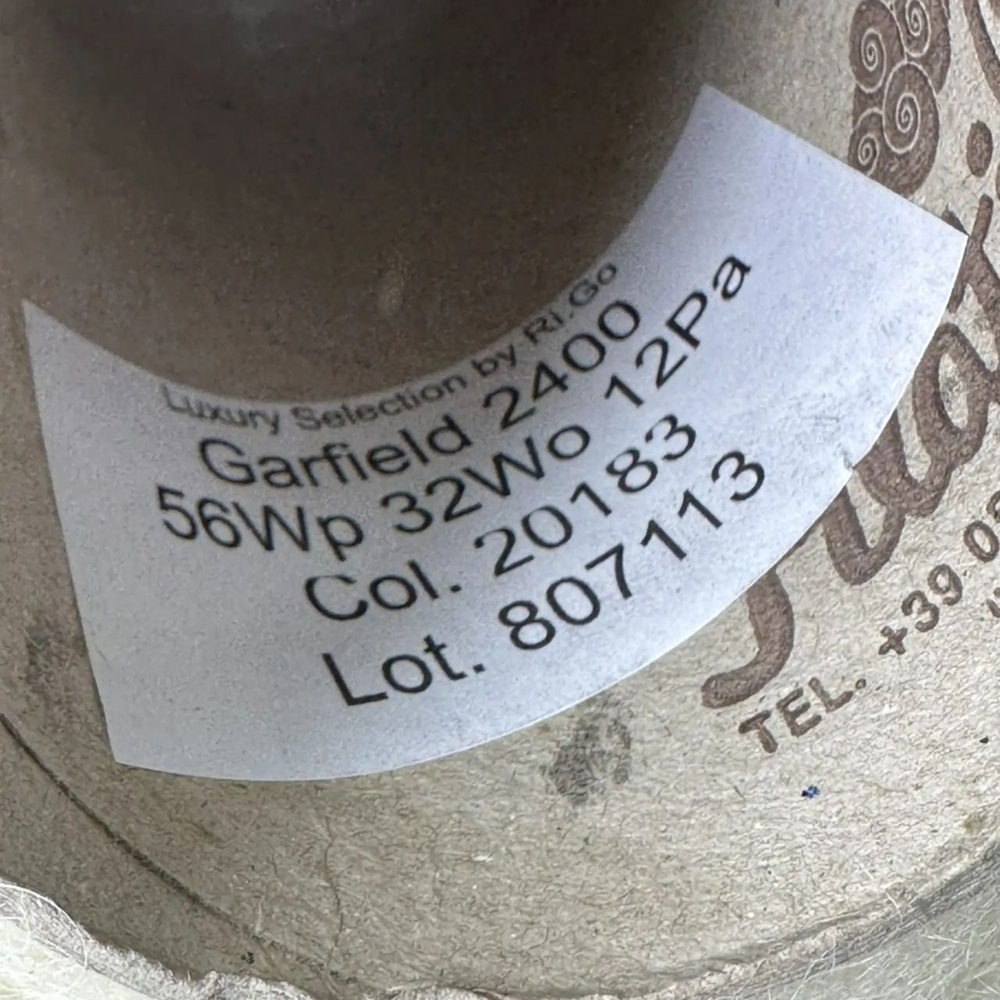 Luxury Selection by Ri.Go
Garfield 2400
56Wp 32Wo 12Pa
Col. 20183
Lot. 807113
TEL. +39